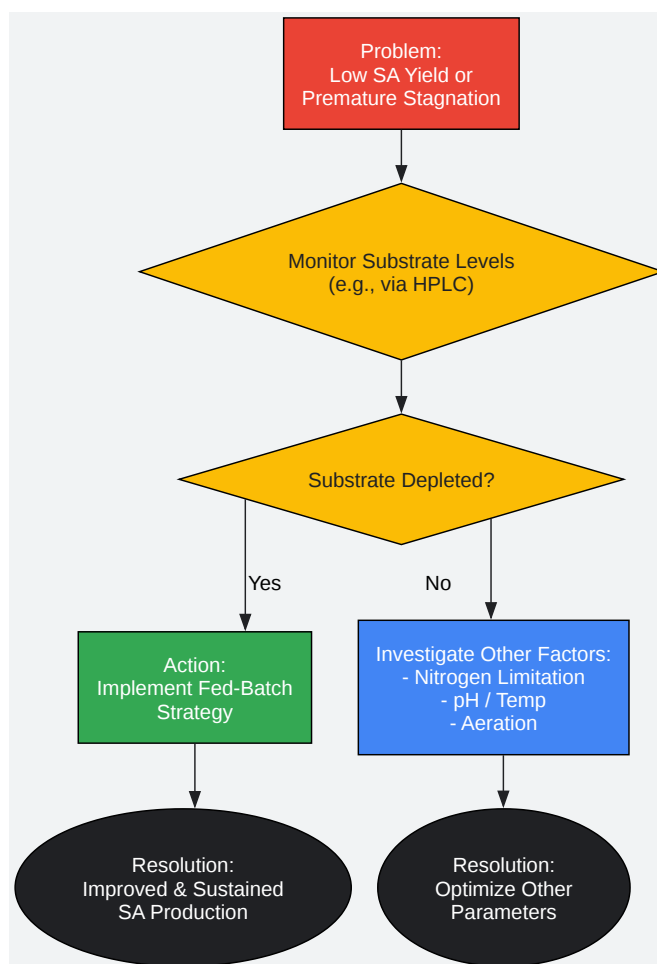 Problem:
Low SA Yield or
Premature Stagnation
Monitor Substrate Levels
(e.g., via HPLC)
Substrate Depleted?
Yes
No
Action:
Implement Fed-Batch
Strategy
Investigate Other Factors:
- Nitrogen Limitation
- pH / Temp
- Aeration
Resolution:
Improved & Sustained
SA Production
Resolution:
Optimize Other
Parameters